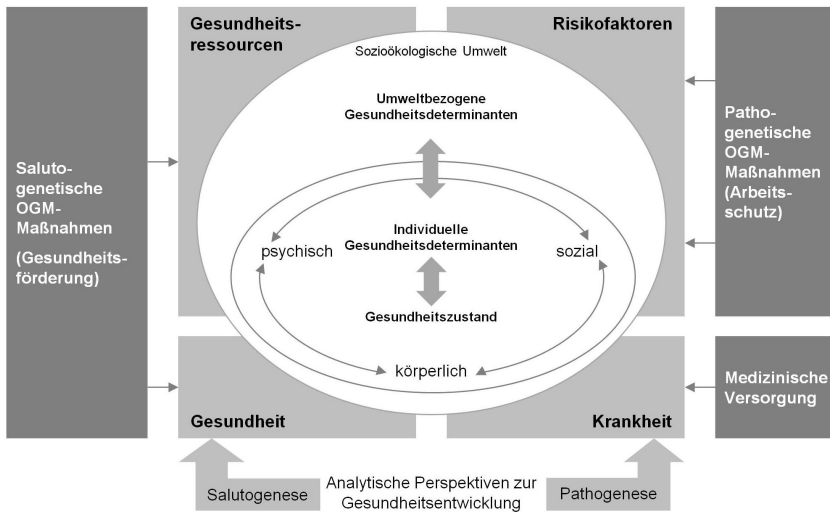 Gesundheits-
ressourcen
Risikofaktoren
Sozioökologische Umwelt
Umweltbezogene
Gesundheitsdeterminanten
Saluto-
genetische
OGM-
Maßnahmen
(Gesundheits-
förderung)
Patho-
genetische
OGM-
Maßnahmen
(Arbeits-
schutz)
Individuelle
Gesundheitsdeterminanten
psychisch
sozial
Gesundheitszustand
körperlich
Medizinische
Versorgung
Gesundheit
Krankheit
Salutogenese
Analytische Perspektiven zur
Gesundheitsentwicklung
Pathogenese